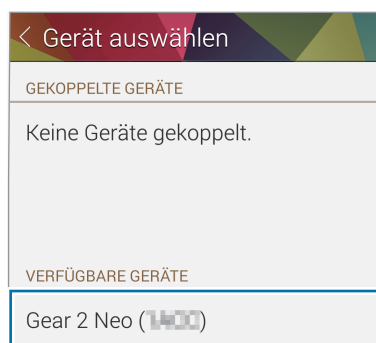 Gerät auswählen
GEKOPPELTE GERÄTE
Keine Geräte gekoppelt.
VERFÜGBARE GERÄTE
Gear 2 Neo ( )